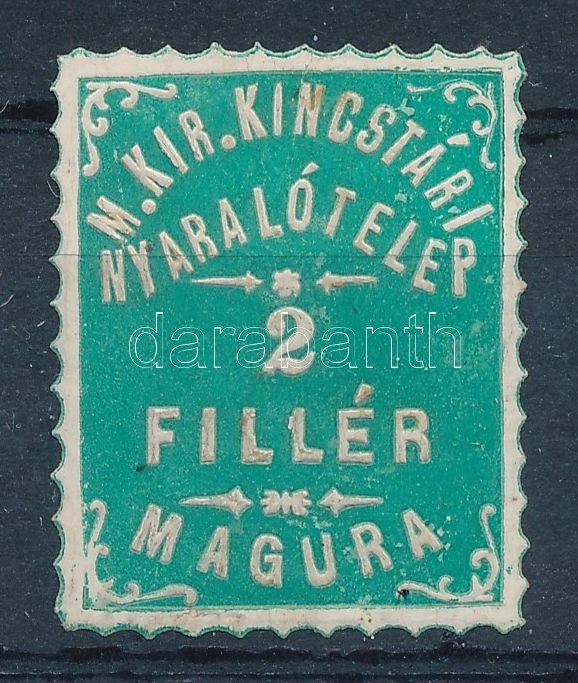 M. KIR. KINCSTÁRI
NYARALÓTELEP
2
darabanth
FILLÉR
MAGURA